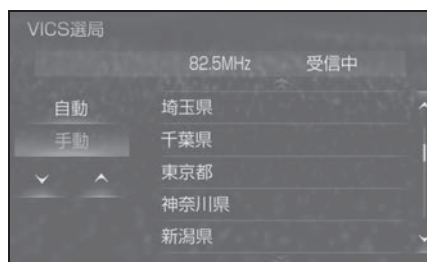 VICS選局
82.5MHz 受信中
自動 埼玉県
手動 千葉県
東京都
神奈川県
新潟県